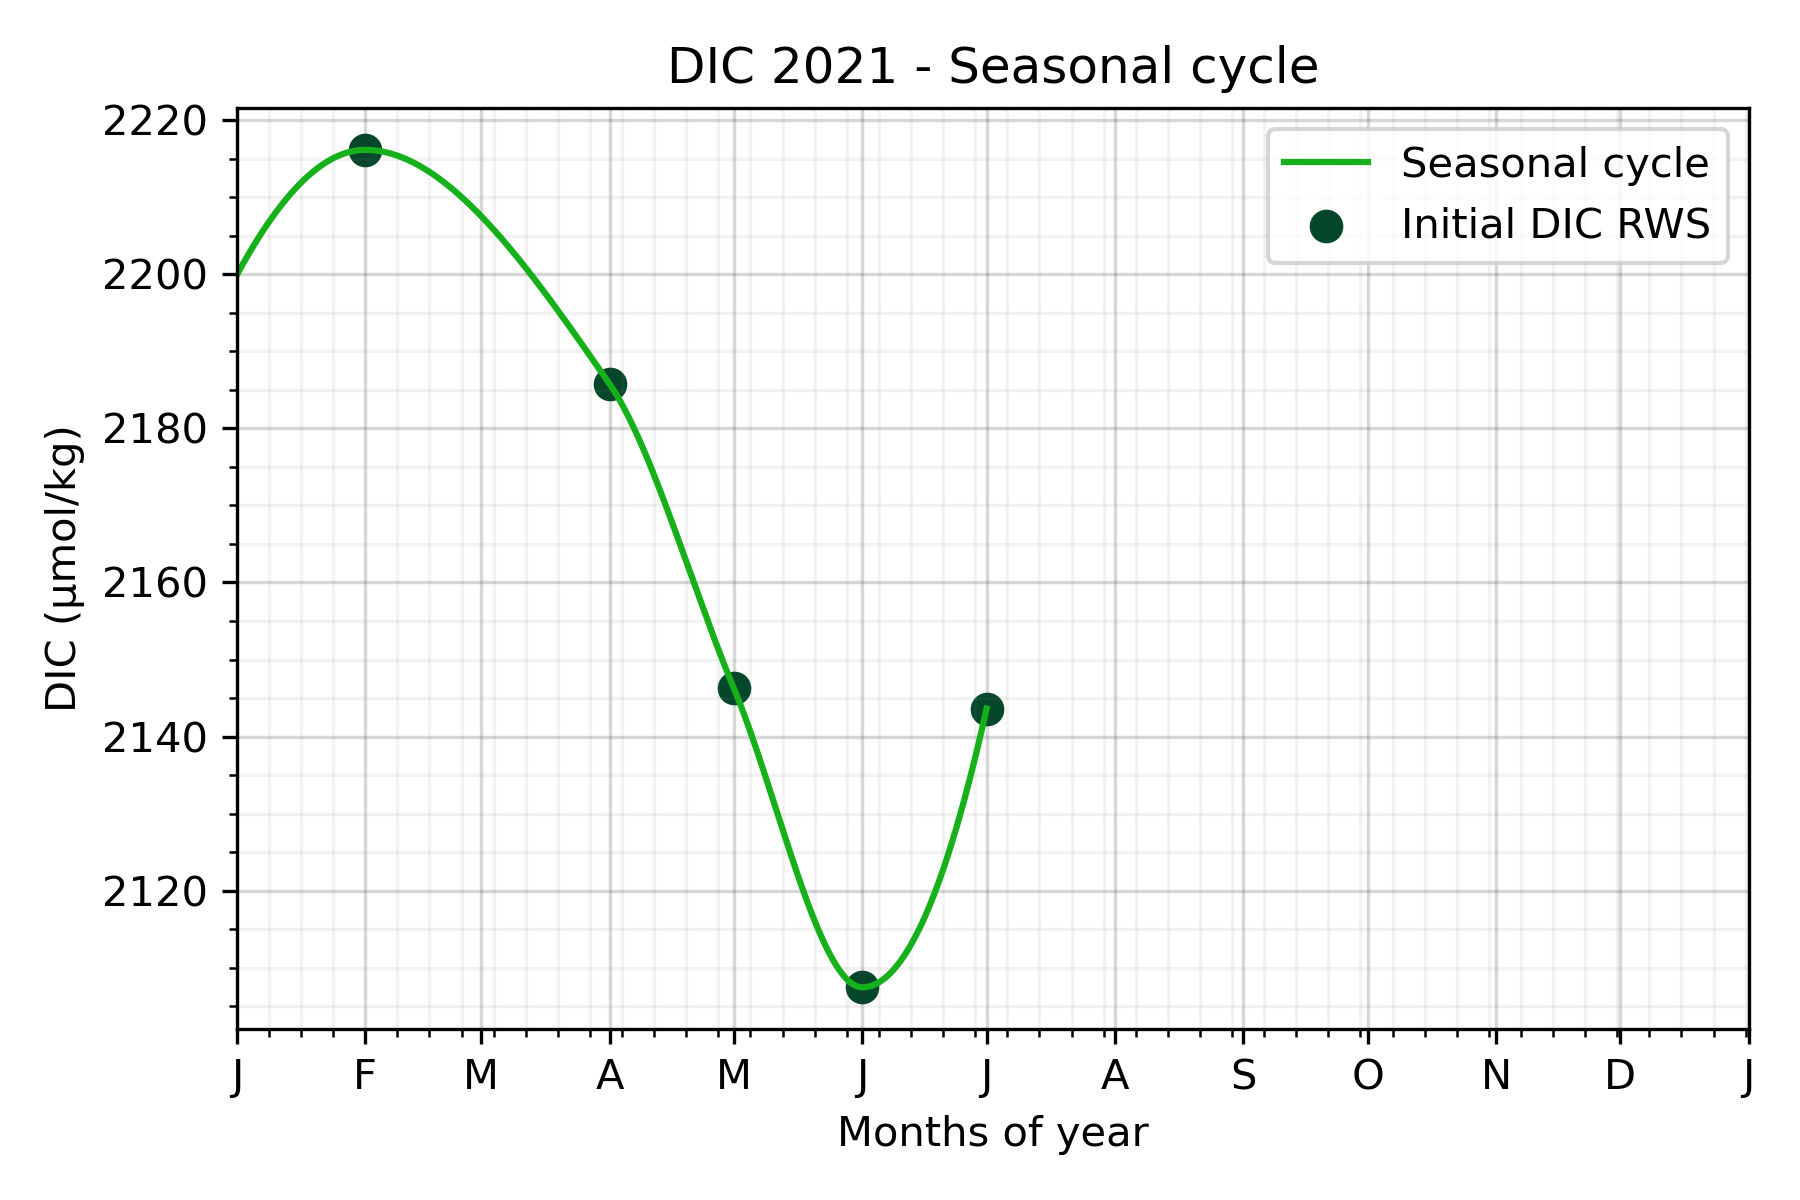 DIC 2021 - Seasonal cycle
2220
2200
2180
2160
2140
2120
DIC (µmol/kg)
Seasonal cycle
Initial DIC RWS
J F M A M J J A S O N D J
Months of year